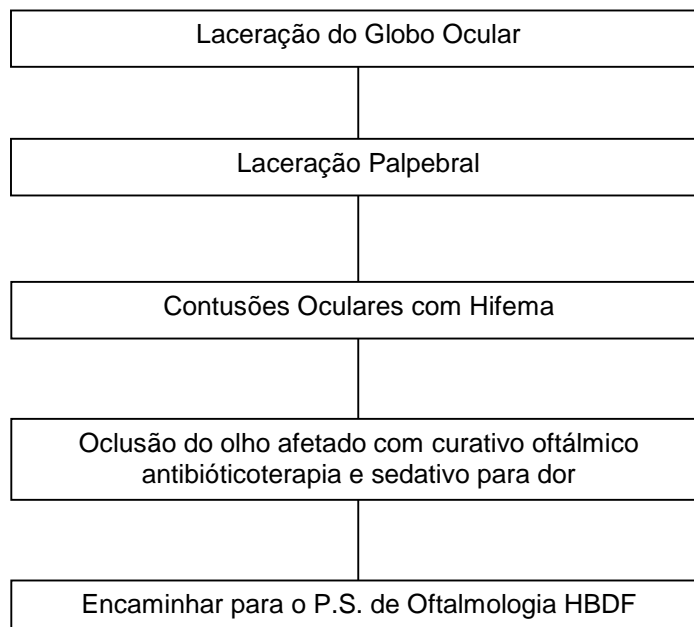 Laceração do Globo Ocular
Laceração Palpebral
Contusões Oculares com Hifema
Oclusão do olho afetado com curativo oftálmico
antibióticoterapia e sedativo para dor
Encaminhar para o P.S. de Oftalmologia HBDF